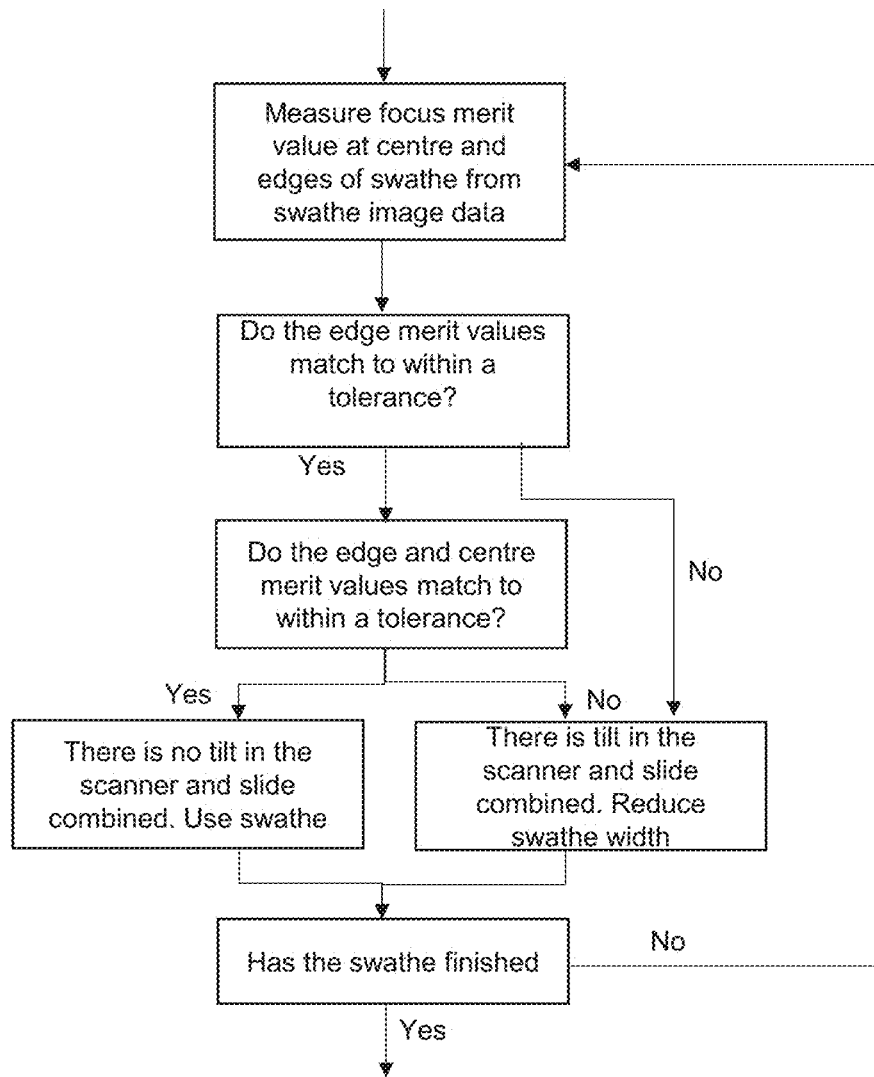 Measure focus merit
value at centre and
edges of swathe from
swathe image data
Do the edge merit values
match to within a
tolerance?
Yes
Do the edge and centre
merit values match to
within a tolerance?
No
Yes
No
There is no tilt in the
scanner and slide
combined. Use swathe
There is tilt in the
scanner and slide
combined. Reduce
swathe width
Has the swathe finished
No
Yes